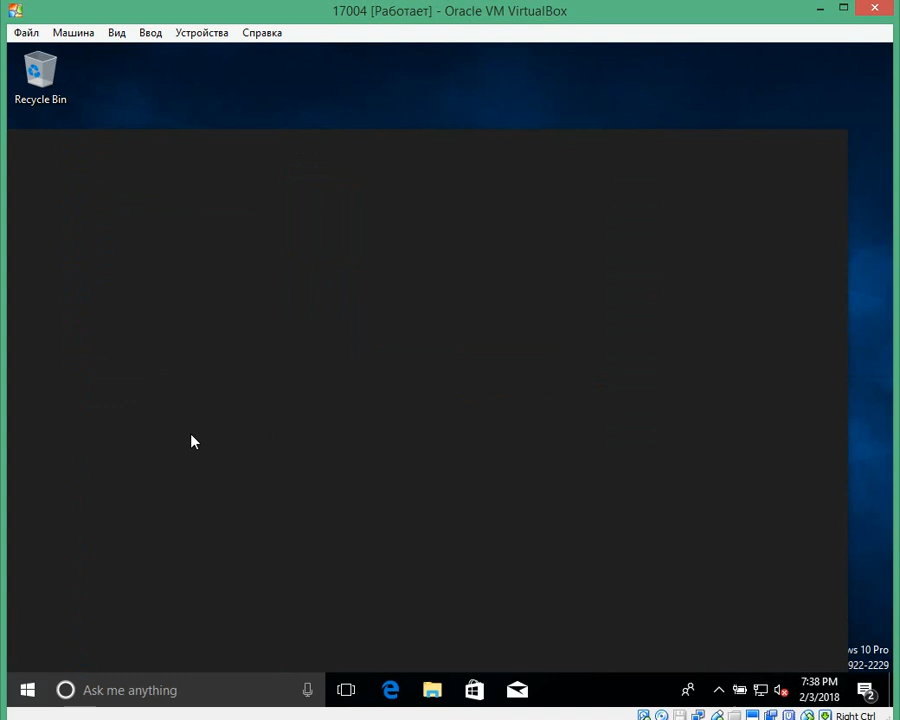 17004 [Работает] - Oracle VM VirtualBox
Файл Машина Вид Ввод Устройства Справка
Recycle Bin
ws 10 Pro
922-2229
Ask me anything
7:38 PM
2/3/2018
2
Right Ctrl